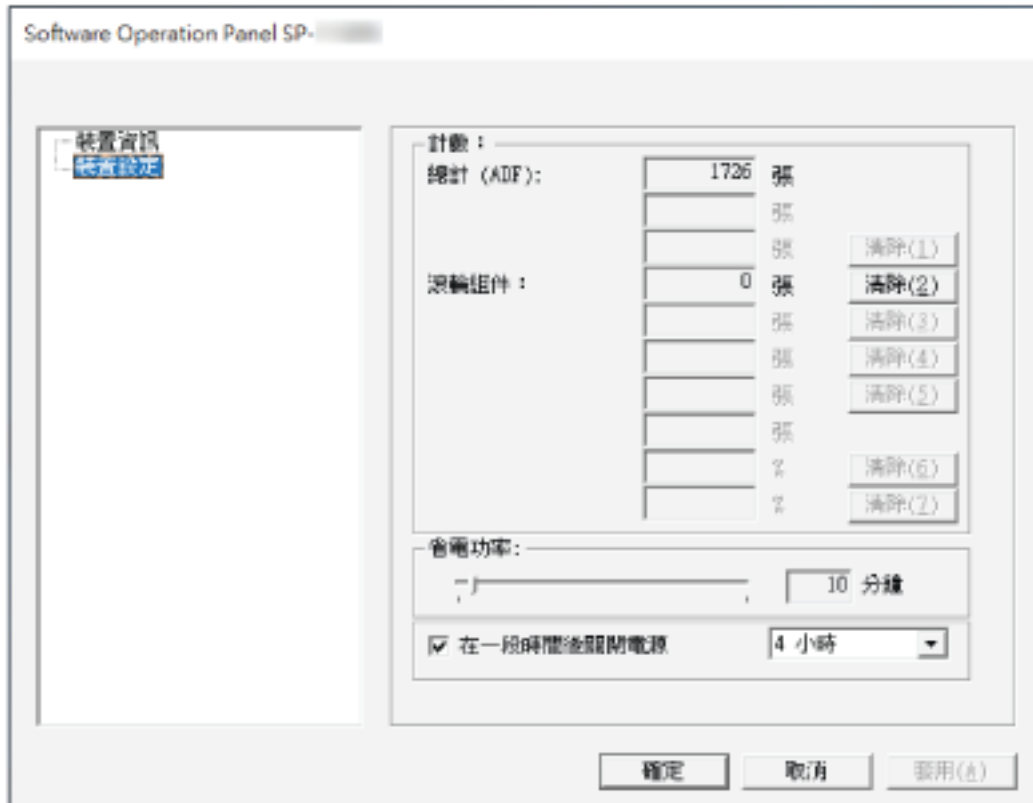 Software Operation Panel SP-
裝置資訊
裝置設定
計數：
總計 (ADF): 1726 張
張
張 清除(1)
滾輪組件： 0 張 清除(2)
張 清除(3)
張 清除(4)
張 清除(5)
張
% 清除(6)
% 清除(7)
省電功率:
10 分鐘
在一段時間後關閉電源 4 小時
確定 取消 套用(A)